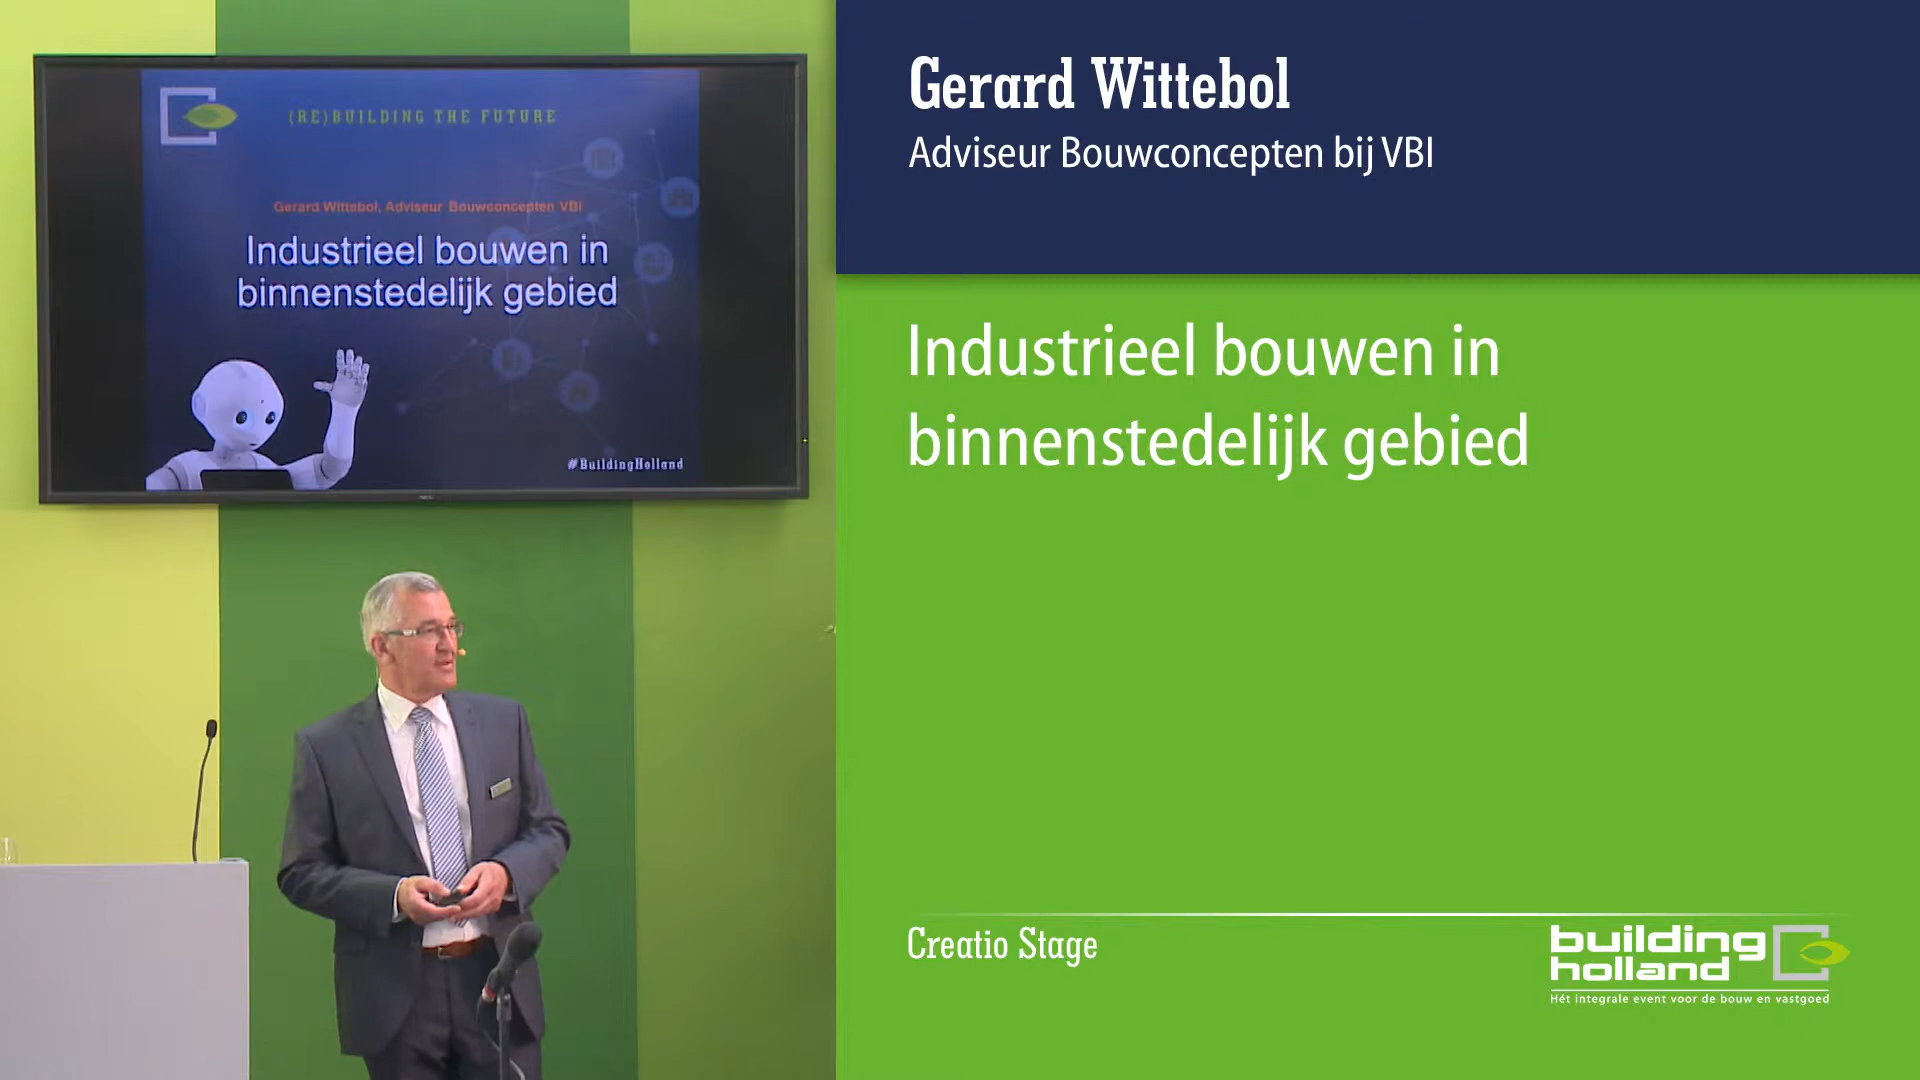 (RE)BUILDING THE FUTURE
Gerard Wittebol, Adviseur Bouwconcepten VBI
Industrieel bouwen in
binnenstedelijk gebied
#BuildingHolland
Gerard Wittebol
Adviseur Bouwconcepten bij VBI
Industrieel bouwen in
binnenstedelijk gebied
Creatio Stage
building
holland
Hét integrale event voor de bouw en vastgoed